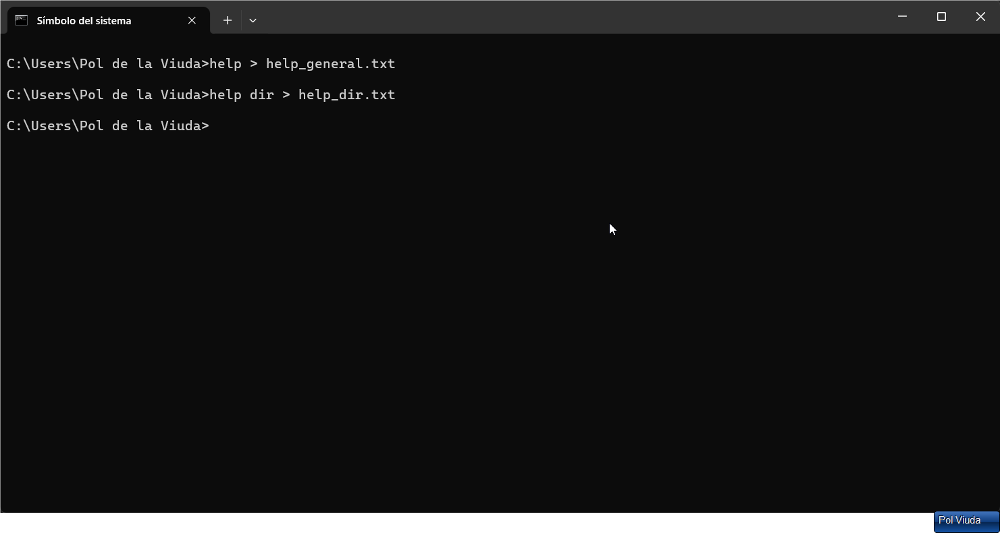 Símbolo del sistema
C:\Users\Pol de la Viuda>help > help_general.txt
C:\Users\Pol de la Viuda>help dir > help_dir.txt
C:\Users\Pol de la Viuda>
Pol Viuda